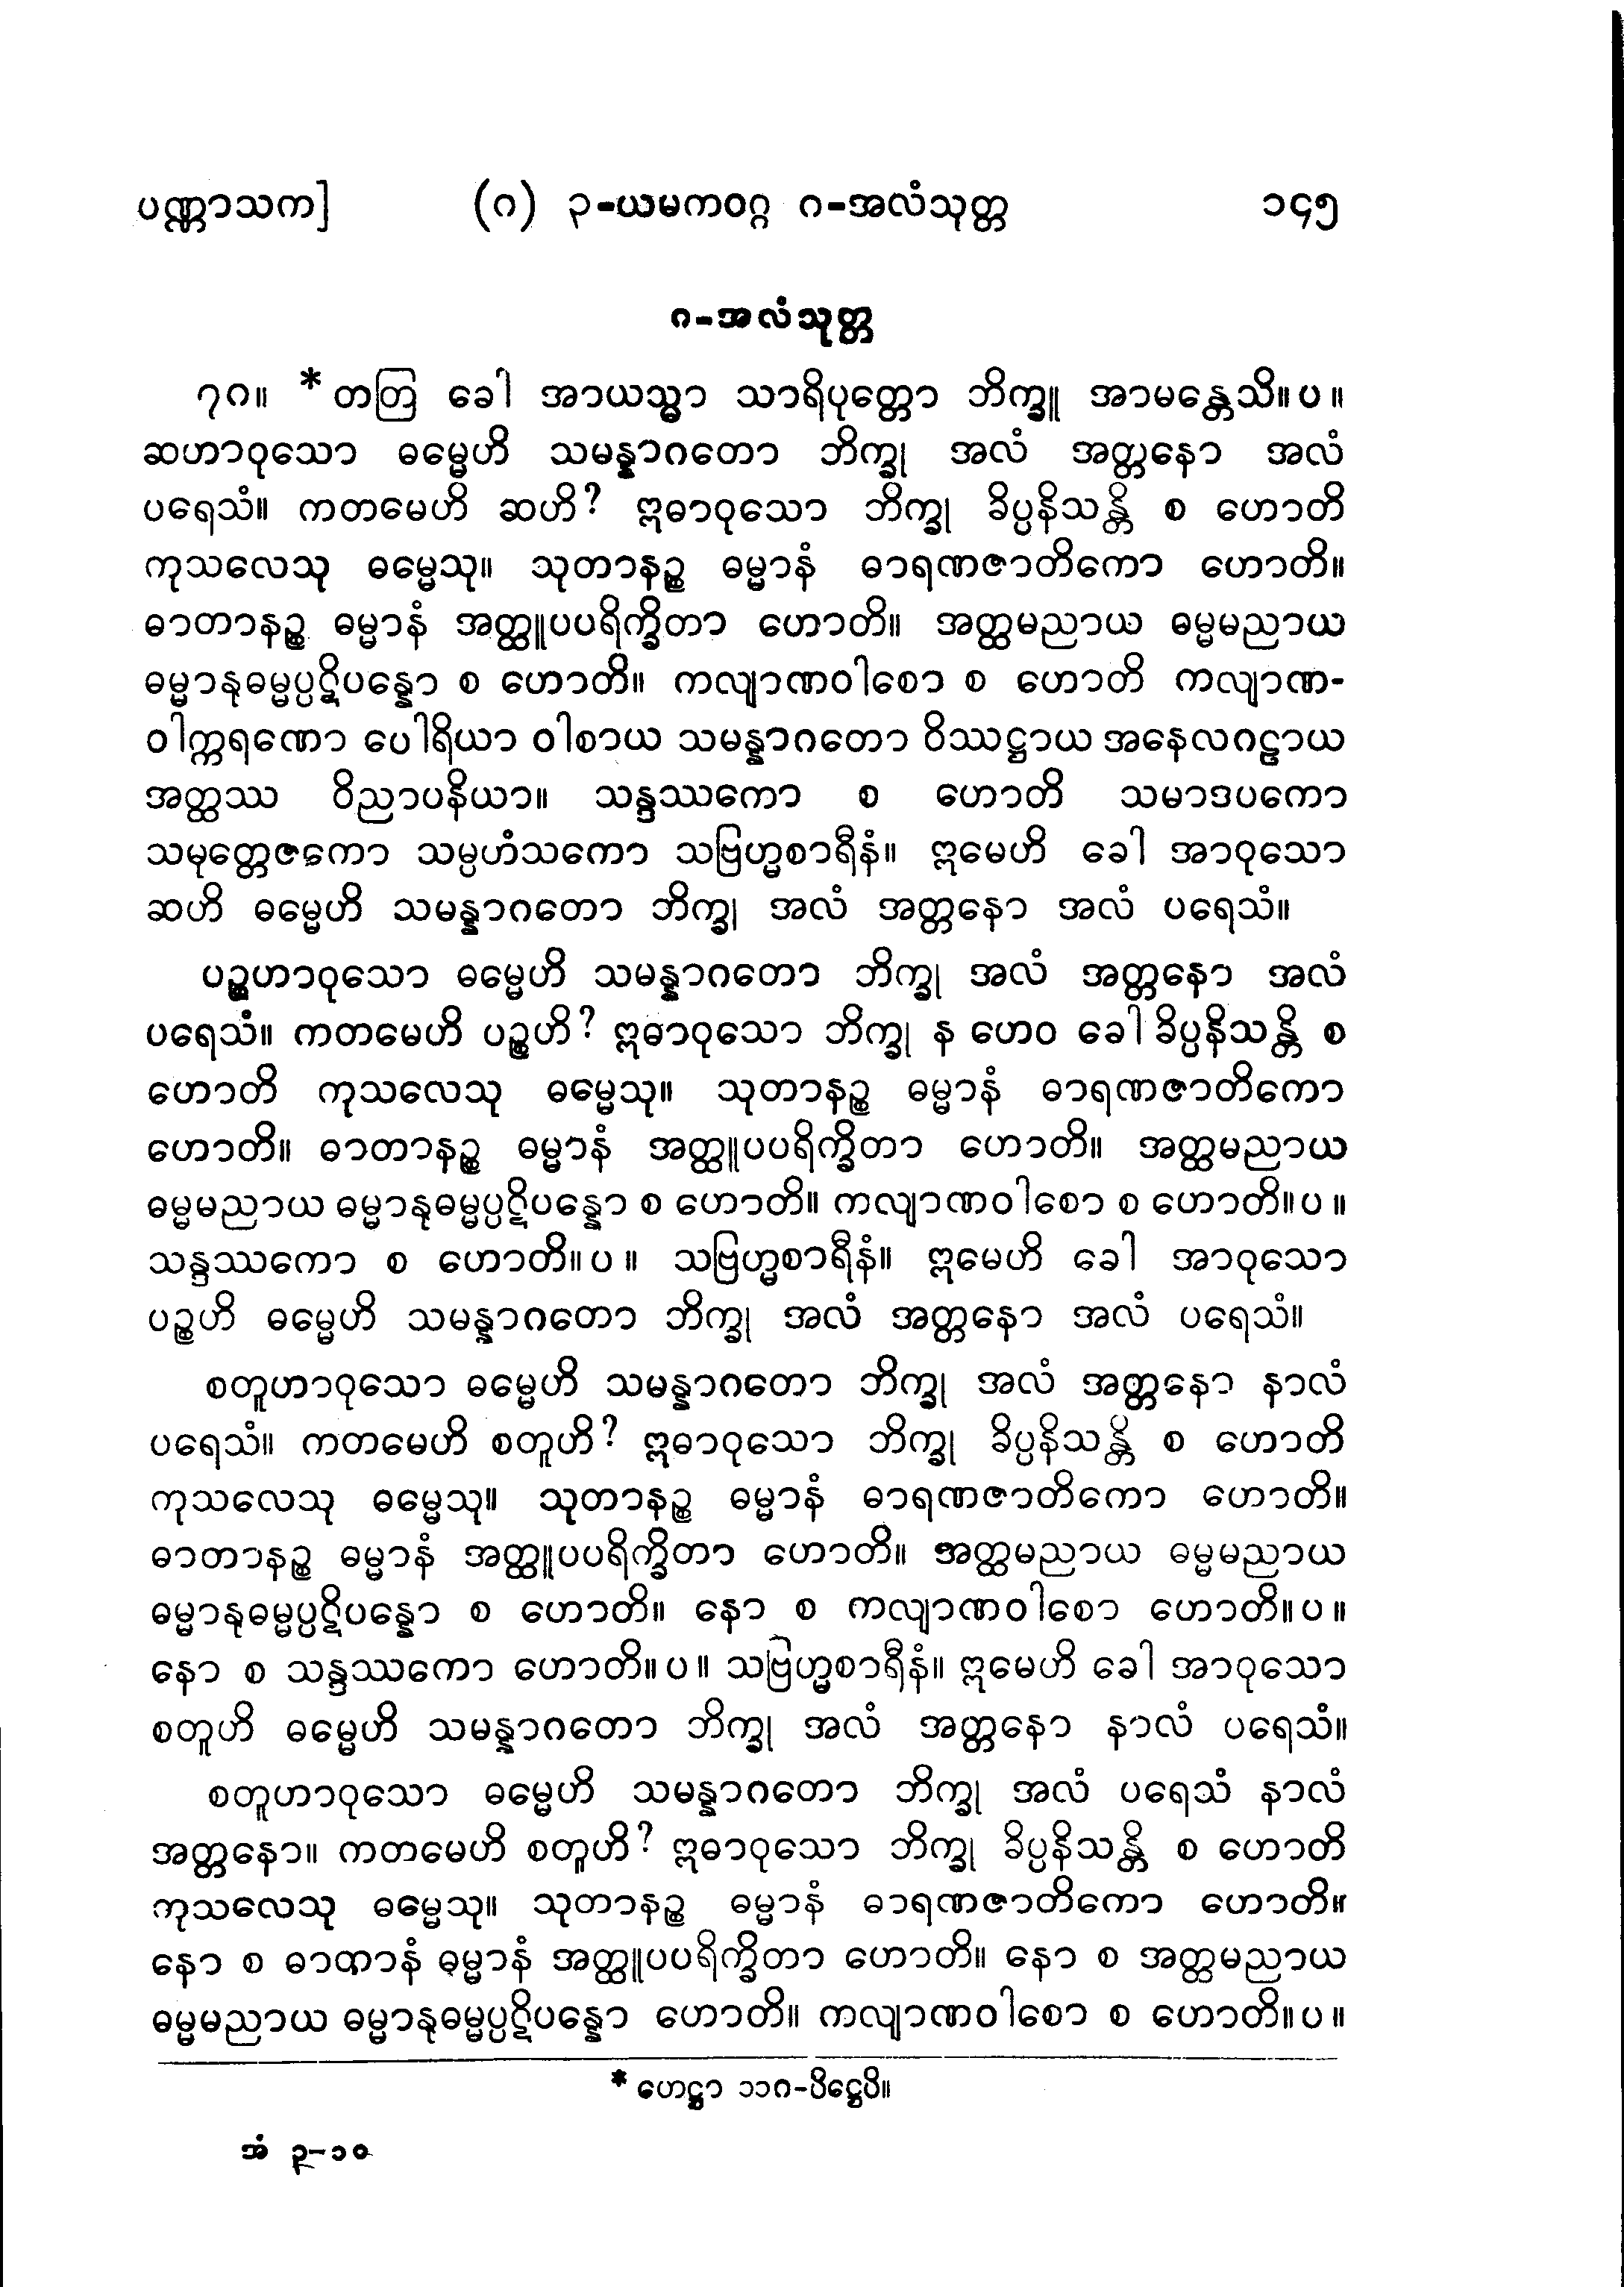 ပဏ္ဏာသက]	(၈) ၃-ယမကဝဂ္ဂ ၈-အလံသုတ္တ	၁၄၅
၈-အလံသုတ္တ
၇၈။ * တတြ ခေါ အာယသ္မာ သာရိပုတ္တော ဘိက္ခူ အာမန္တေသိ။ပ။
ဆဟာဝုသော ဓမ္မေဟိ သမန္နာဂတော ဘိက္ခု အလံ အတ္တနော အလံ
ပရေသံ။ ကတမေဟိ ဆဟိ? ဣဓာဝုသော ဘိက္ခု ခိပ္ပနိသန္တိ စ ဟောတိ
ကုသလေသု ဓမ္မေသု။ သုတာနဉ္စ ဓမ္မာနံ ဓာရဏဇာတိကော ဟောတိ။
ဓာတာနဉ္စ ဓမ္မာနံ အတ္ထူပပရိက္ခိတာ ဟောတိ။ အတ္ထမညာယ ဓမ္မမညာယ
ဓမ္မာနုဓမ္မပ္ပဋိပန္နော စ ဟောတိ။ ကလျာဏဝါစော စ ဟောတိ ကလျာဏ-
ဝါက္ကရဏော ပေါရိယာ ဝါစာယ သမန္နာဂတော ဝိဿဋ္ဌာယ အနေလဂဠာယ
အတ္ထဿ ဝိညာပနိယာ။ သန္ဒဿကော စ ဟောတိ သမာဒပကော
သမုတ္တေဇကော သမ္ပဟံသကော သဗြဟ္မစာရီနံ။ ဣမေဟိ ခေါ အာဝုသော
ဆဟိ ဓမ္မေဟိ သမန္နာဂတော ဘိက္ခု အလံ အတ္တနော အလံ ပရေသံ။
ပဉ္စဟာဝုသော ဓမ္မေဟိ သမန္နာဂတော ဘိက္ခု အလံ အတ္တနော အလံ
ပရေသံ။ ကတမေဟိ ပဉ္စဟိ? ဣဓာဝုသော ဘိက္ခု န ဟေဝ ခေါ ခိပ္ပနိသန္တိ စ
ဟောတိ ကုသလေသု ဓမ္မေသု။ သုတာနဉ္စ ဓမ္မာနံ ဓာရဏဇာတိကော
ဟောတိ။ ဓာတာနဉ္စ ဓမ္မာနံ အတ္ထူပပရိက္ခိတာ ဟောတိ။ အတ္ထမညာယ
ဓမ္မမညာယ ဓမ္မာနုဓမ္မပ္ပဋိပန္နော စ ဟောတိ။ ကလျာဏဝါစော စ ဟောတိ။ပ။
သန္ဒဿကော စ ဟောတိ။ပ။ သဗြဟ္မစာရီနံ။ ဣမေဟိ ခေါ အာဝုသော
ပဉ္စဟိ ဓမ္မေဟိ သမန္နာဂတော ဘိက္ခု အလံ အတ္တနော အလံ ပရေသံ။
စတူဟာဝုသော ဓမ္မေဟိ သမန္နာဂတော ဘိက္ခု အလံ အတ္တနော နာလံ
ပရေသံ။ ကတမေဟိ စတူဟိ? ဣဓာဝုသော ဘိက္ခု ခိပ္ပနိသန္တိ စ ဟောတိ
ကုသလေသု ဓမ္မေသု။ သုတာနဉ္စ ဓမ္မာနံ ဓာရဏဇာတိကော ဟောတိ။
ဓာတာနဉ္စ ဓမ္မာနံ အတ္ထူပပရိက္ခိတာ ဟောတိ။ အတ္ထမညာယ ဓမ္မမညာယ
ဓမ္မာနုဓမ္မပ္ပဋိပန္နော စ ဟောတိ။ နော စ ကလျာဏဝါစော ဟောတိ။ပ။
နော စ သန္ဒဿကော ဟောတိ။ပ။ သဗြဟ္မစာရီနံ။ ဣမေဟိ ခေါ အာဝုသော
စတူဟိ ဓမ္မေဟိ သမန္နာဂတော ဘိက္ခု အလံ အတ္တနော နာလံ ပရေသံ။
စတူဟာဝုသော ဓမ္မေဟိ သမန္နာဂတော ဘိက္ခု အလံ ပရေသံ နာလံ
အတ္တနော။ ကတမေဟိ စတူဟိ? ဣဓာဝုသော ဘိက္ခု ခိပ္ပနိသန္တိ စ ဟောတိ
ကုသလေသု ဓမ္မေသု။ သုတာနဉ္စ ဓမ္မာနံ ဓာရဏဇာတိကော ဟောတိ။
နော စ ဓာတာနံ ဓမ္မာနံ အတ္ထူပပရိက္ခိတာ ဟောတိ။ နော စ အတ္ထမညာယ
ဓမ္မမညာယ ဓမ္မာနုဓမ္မပ္ပဋိပန္နော ဟောတိ။ ကလျာဏဝါစော စ ဟောတိ။ပ။
* ဟေဋ္ဌာ ၁၁၈-ပိဋ္ဌေပိ။
အံ ၃-၁၀